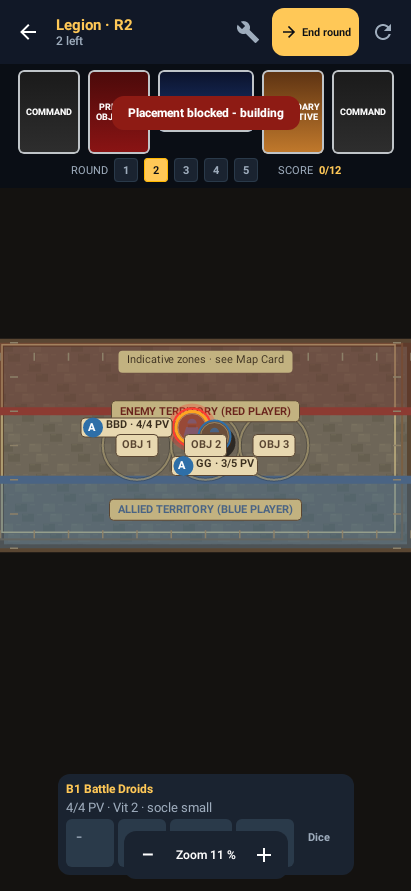 Legion · R2
2 left
End round
COMMAND
COMMAND
Placement blocked - building
ROUND 1 2 3 4 5 SCORE 0/12
Indicative zones · see Map Card
ENEMY TERRITORY (RED PLAYER)
A BBD · 4/4 PV
OBJ 1 OBJ 2 OBJ 3
A GG · 3/5 PV
ALLIED TERRITORY (BLUE PLAYER)
B1 Battle Droids
4/4 PV · Vit 2 · socle small
Dice
Zoom 11 %